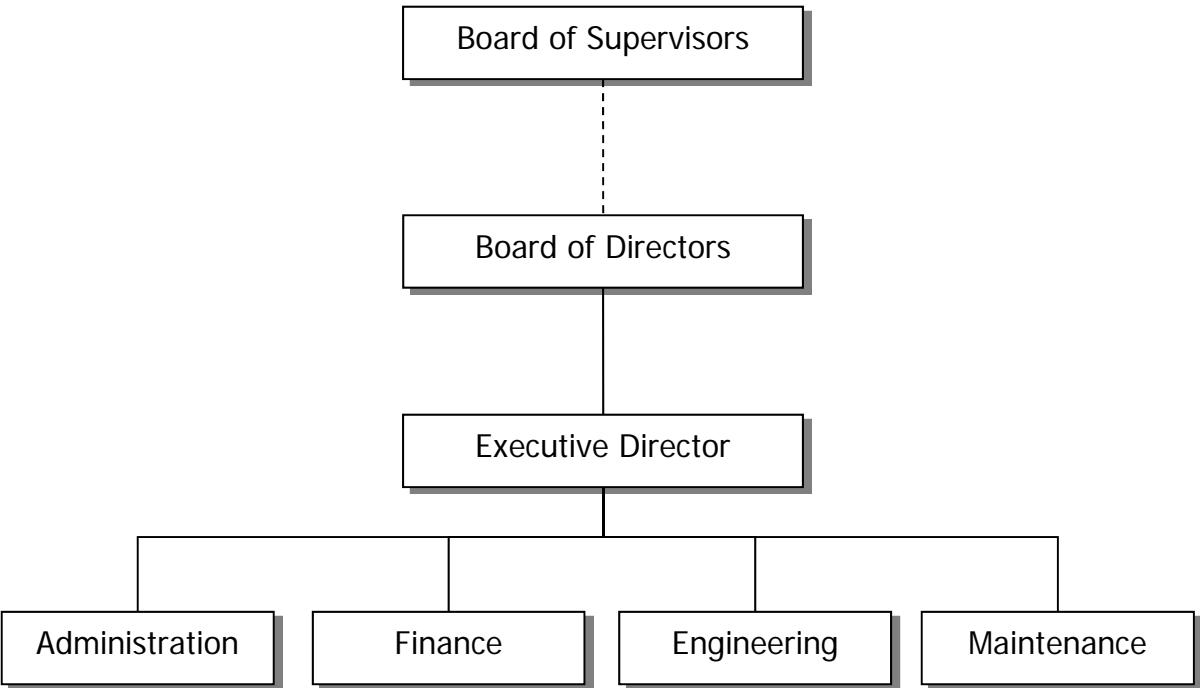 Board of Supervisors
Board of Directors
Executive Director
Administration
Finance
Engineering
Maintenance